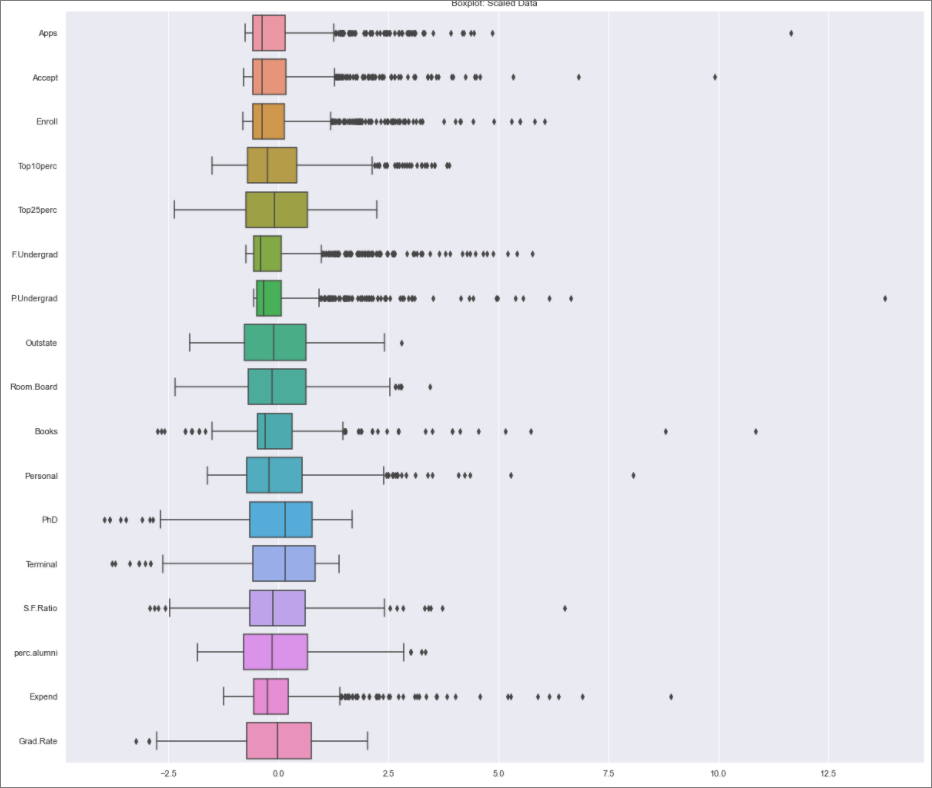 Boxplot: Scaled Data
Apps
Accept
Enroll
Top10perc
Top25perc
F.Undergrad
P.Undergrad
Outstate
Room.Board
Books
Personal
PhD
Terminal
S.F.Ratio
perc.alumni
Expend
Grad.Rate
−2.5 0.0 2.5 5.0 7.5 10.0 12.5